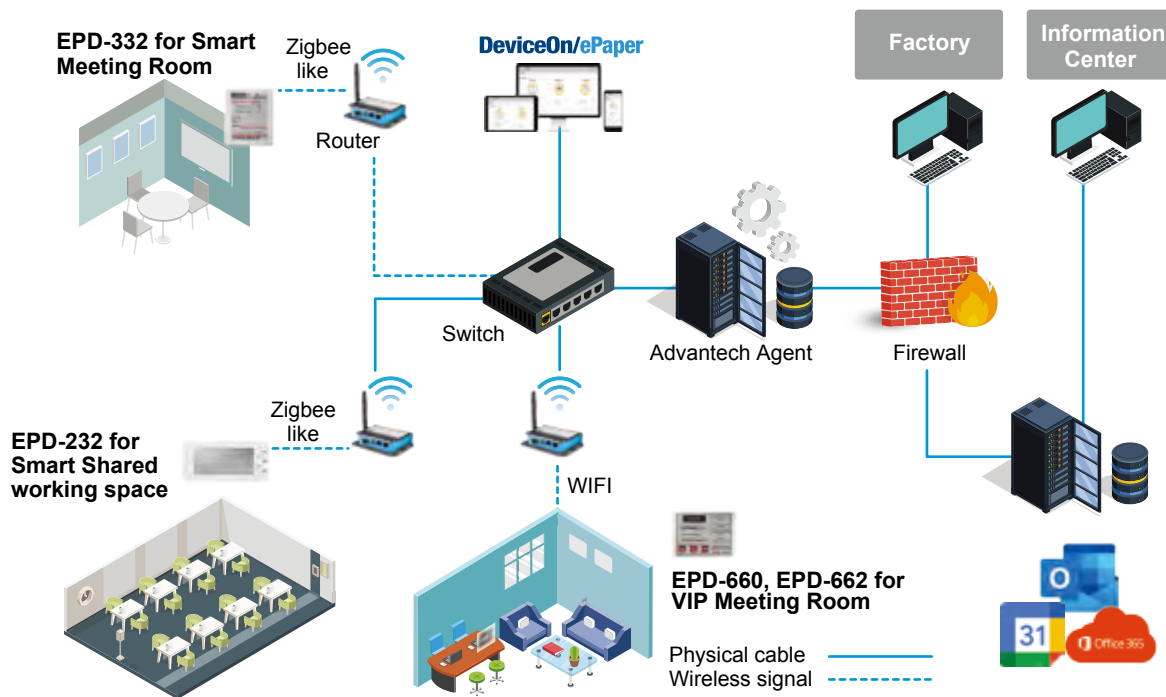 EPD-332 for Smart
Meeting Room
Zigbee
like
Router
DeviceOn/ePaper
Factory
Information
Center
Switch
Advantech Agent
Firewall
Zigbee
like
EPD-232 for
Smart Shared
working space
WIFI
EPD-660, EPD-662 for
VIP Meeting Room
Physical cable
Wireless signal
O
31
Office 365